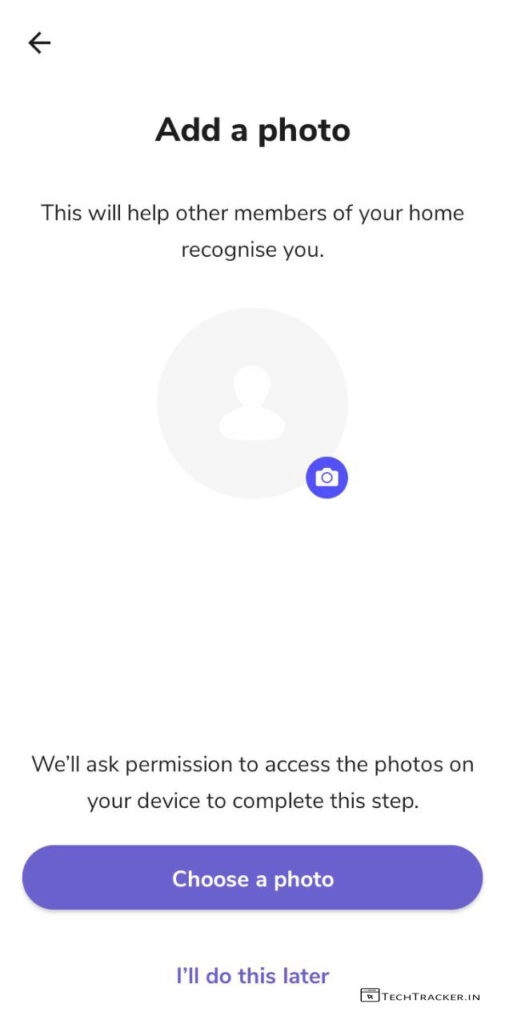 Add a photo
This will help other members of your home
recognise you.
We’ll ask permission to access the photos on
your device to complete this step.
Choose a photo
I’ll do this later
TECHTRACKER.IN